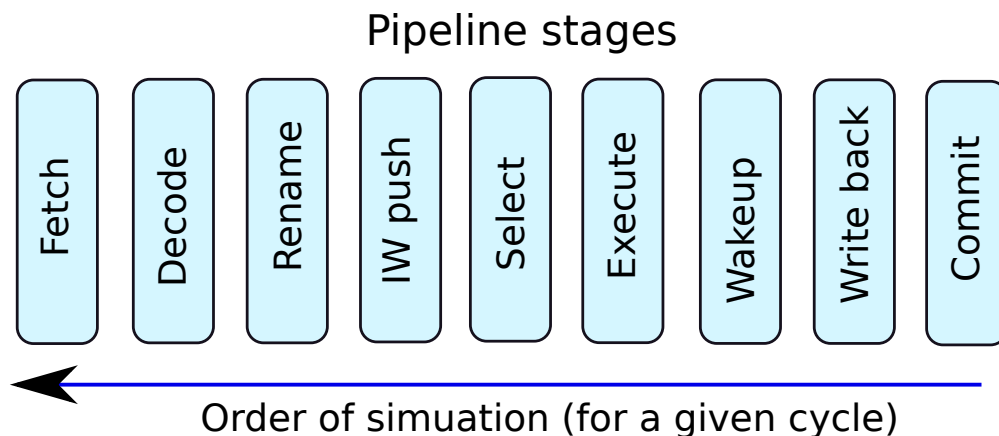 Pipeline stages
Fetch
Decode
Rename
IW push
Select
Execute
Wakeup
Write back
Commit
Order of simuation (for a given cycle)